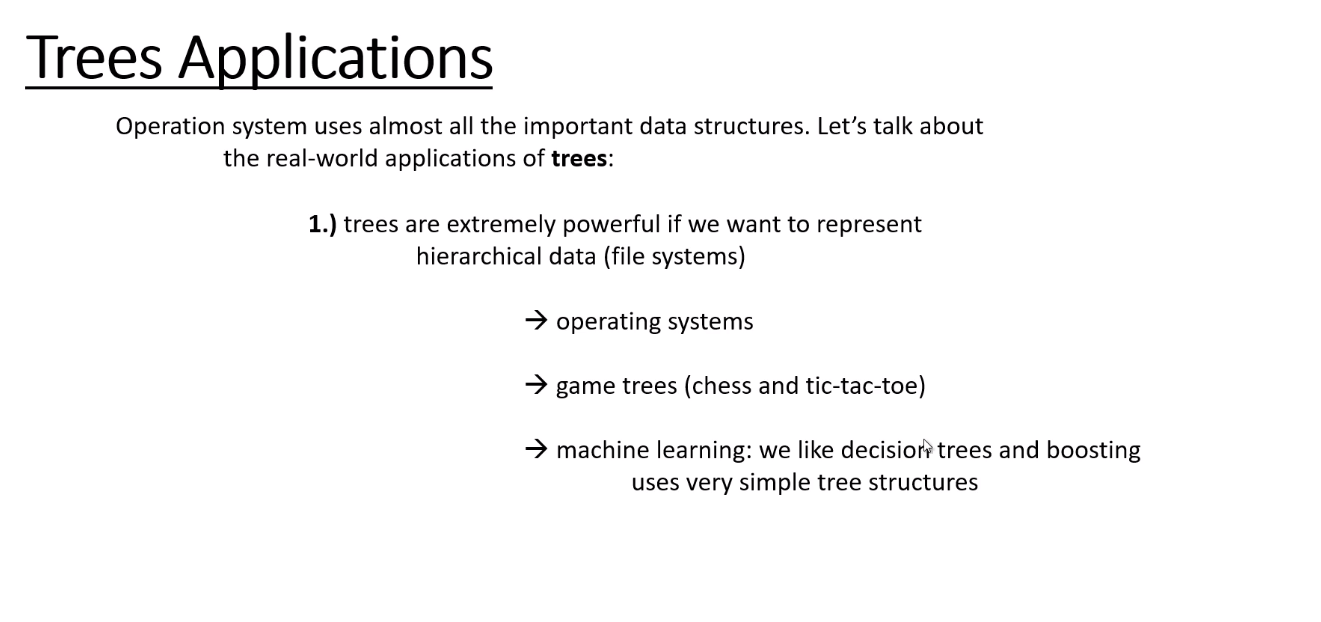 Trees Applications
Operation system uses almost all the important data structures. Let’s talk about
the real-world applications of trees:
1.) trees are extremely powerful if we want to represent
hierarchical data (file systems)
→ operating systems
→ game trees (chess and tic-tac-toe)
→ machine learning: we like decision trees and boosting
uses very simple tree structures